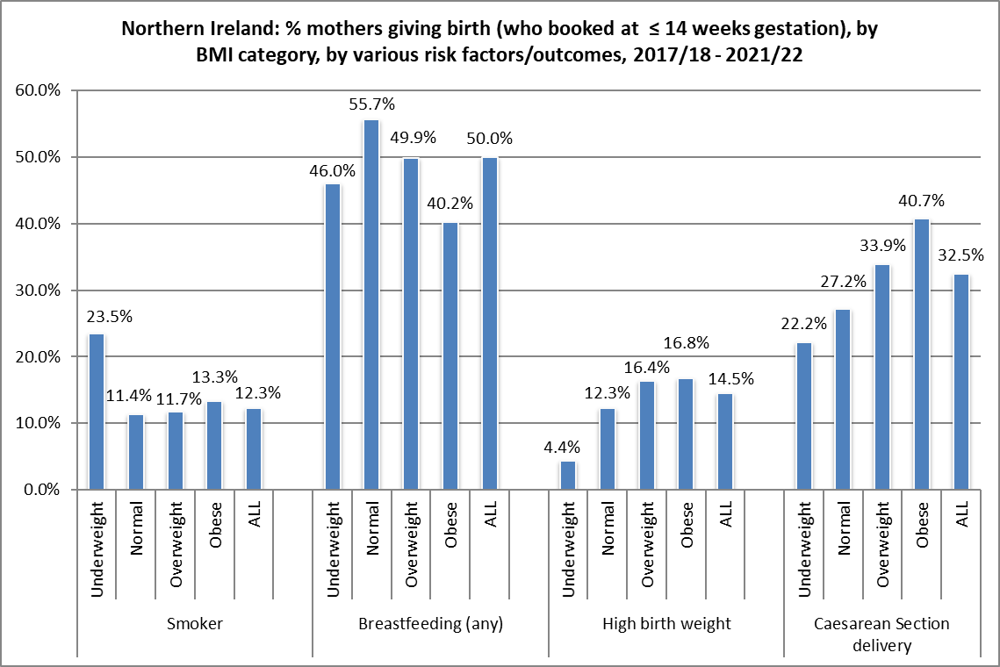 Northern Ireland: % mothers giving birth (who booked at ≤ 14 weeks gestation), by
BMI category, by various risk factors/outcomes, 2017/18 - 2021/22
60.0%
50.0%
40.0%
30.0%
20.0%
10.0%
0.0%
23.5%
11.4%
11.7%
13.3%
12.3%
46.0%
55.7%
49.9%
40.2%
50.0%
4.4%
12.3%
16.4%
16.8%
14.5%
22.2%
27.2%
33.9%
40.7%
32.5%
Underweight
Normal
Overweight
Obese
ALL
Underweight
Normal
Overweight
Obese
ALL
Underweight
Normal
Overweight
Obese
ALL
Underweight
Normal
Overweight
Obese
ALL
Smoker
Breastfeeding (any)
High birth weight
Caesarean Section
delivery